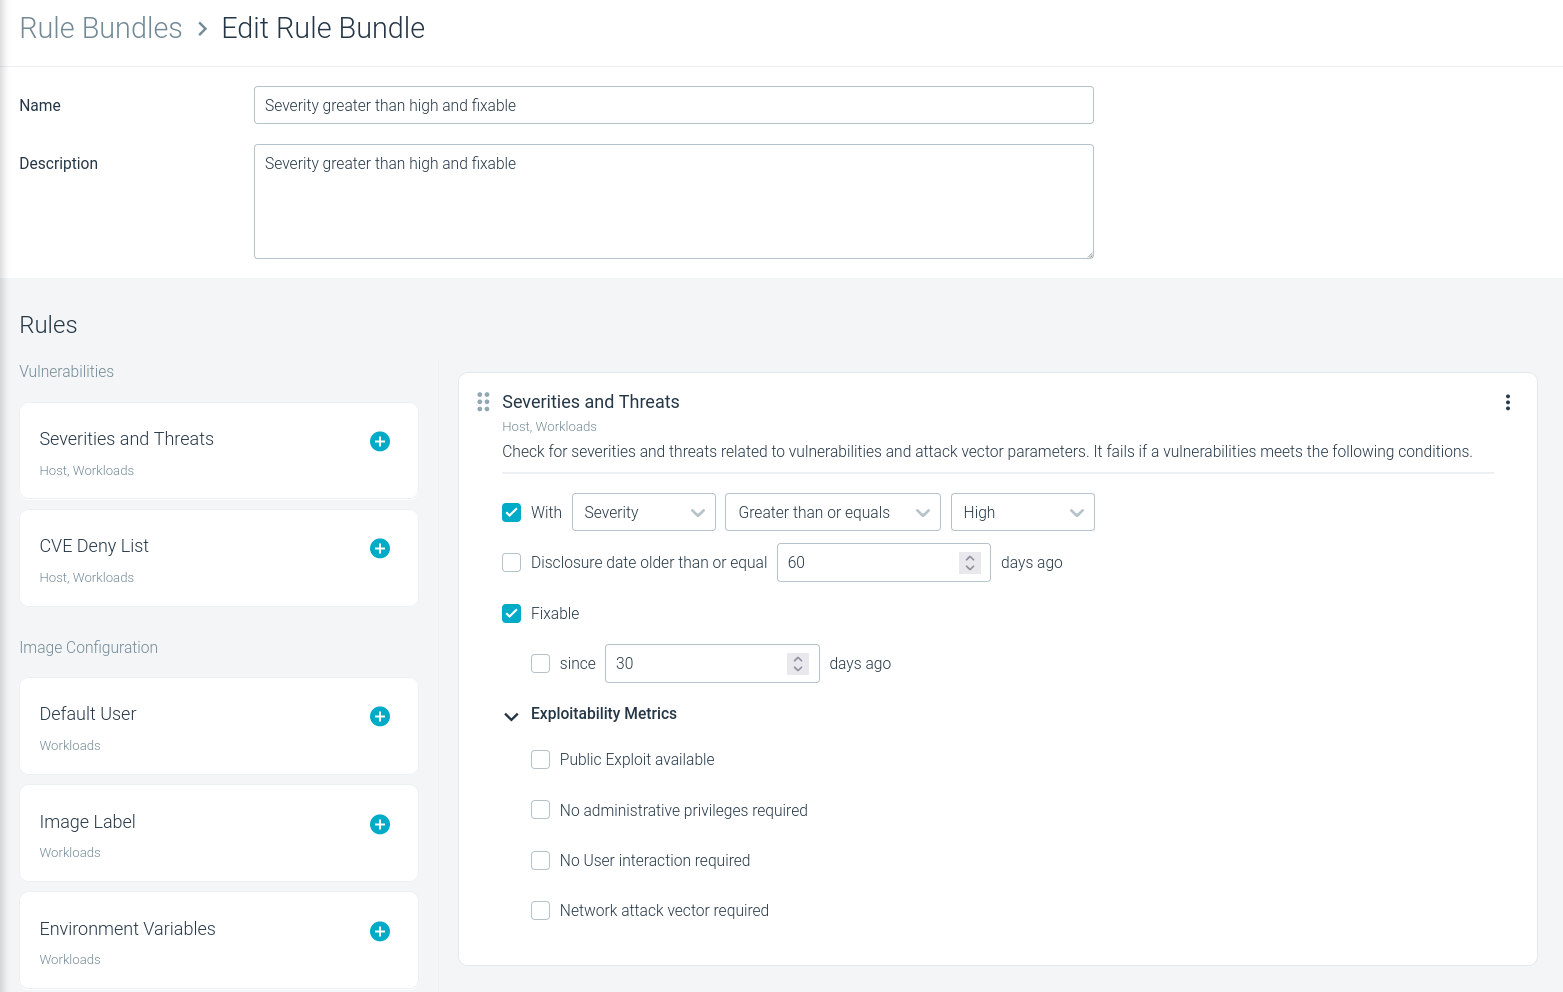 Rule Bundles > Edit Rule Bundle
Name
Severity greater than high and fixable
Description
Severity greater than high and fixable
Rules
Vulnerabilities
Severities and Threats
Host, Workloads
CVE Deny List
Host, Workloads
Image Configuration
Default User
Workloads
Image Label
Workloads
Environment Variables
Workloads
Severities and Threats
Host, Workloads
Check for severities and threats related to vulnerabilities and attack vector parameters. It fails if a vulnerabilities meets the following conditions.
With Severity Greater than or equals High
Disclosure date older than or equal 60 days ago
Fixable
since 30 days ago
Exploitability Metrics
Public Exploit available
No administrative privileges required
No User interaction required
Network attack vector required